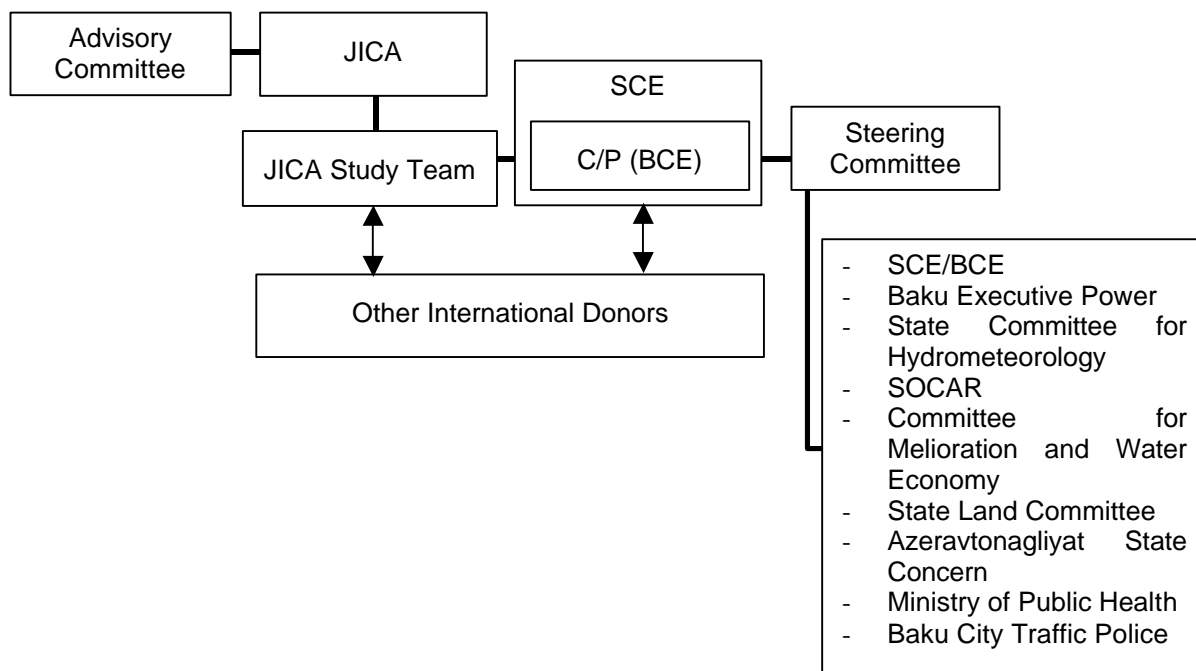 Advisory
Committee
JICA
SCE
C/P (BCE)
JICA Study Team
Steering
Committee
Other International Donors
- SCE/BCE
- Baku Executive Power
- State Committee for
Hydrometeorology
- SOCAR
- Committee for
Melioration and Water
Economy
- State Land Committee
- Azeravtonagliyat State
Concern
- Ministry of Public Health
- Baku City Traffic Police